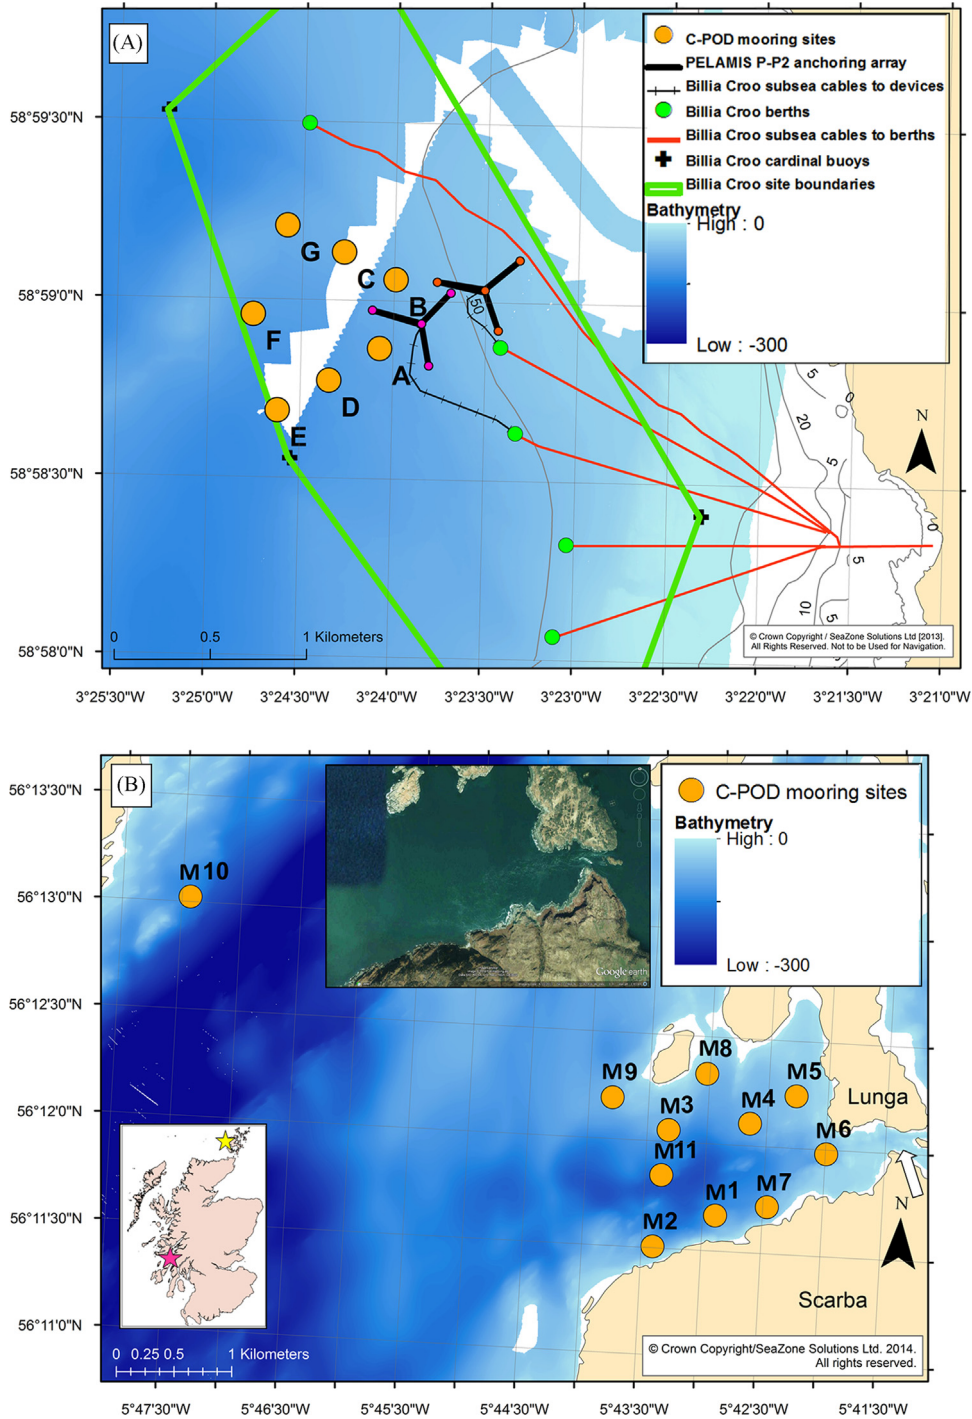 (A)
C-POD mooring sites
PELAMIS P-P2 anchoring array
Billia Croo subsea cables to devices
Billia Croo berths
Billia Croo subsea cables to berths
Billia Croo cardinal buoys
Billia Croo site boundaries
Bathymetry
High : 0
Low : -300
58°59'30"N
58°59'0"N
58°58'30"N
58°58'0"N
G
C
B
50
F
A
D
E
5
0
20
5
N
0
5
10
5
0 0.5 1 Kilometers
© Crown Copyright / SeaZone Solutions Ltd [2013].
All Rights Reserved. Not to be Used for Navigation.
3°25'30"W 3°25'0"W 3°24'30"W 3°24'0"W 3°23'30"W 3°23'0"W 3°22'30"W 3°22'0"W 3°21'30"W 3°21'0"W
(B)
C-POD mooring sites
Bathymetry
High : 0
Low : -300
Google earth
56°13'30"N
56°13'0"N
56°12'30"N
56°12'0"N
56°11'30"N
56°11'0"N
M10
M9
M8
M5
Lunga
M3
M4
M6
M11
M1
M7
M2
N
Scarba
0 0.25 0.5 1 Kilometers
© Crown Copyright/SeaZone Solutions Ltd. 2014.
All rights reserved.
5°47'30"W 5°46'30"W 5°45'30"W 5°44'30"W 5°43'30"W 5°42'30"W 5°41'30"W